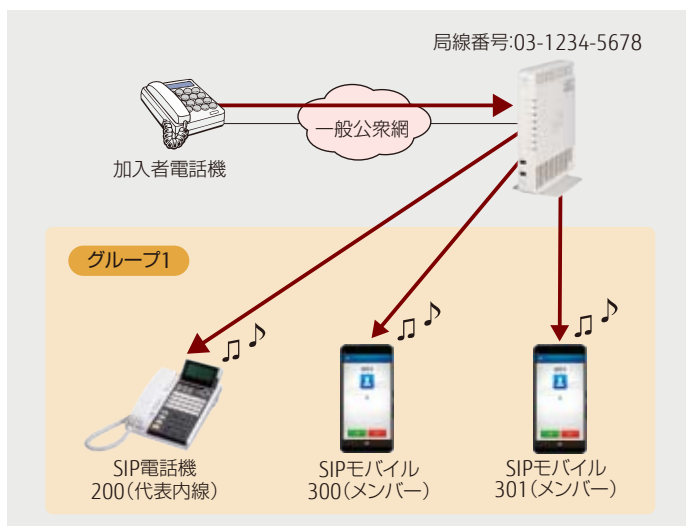 局線番号:03-1234-5678
一般公衆網
加入者電話機
グループ1
SIP電話機
200(代表内線)
SIPモバイル
300(メンバー)
SIPモバイル
301(メンバー)